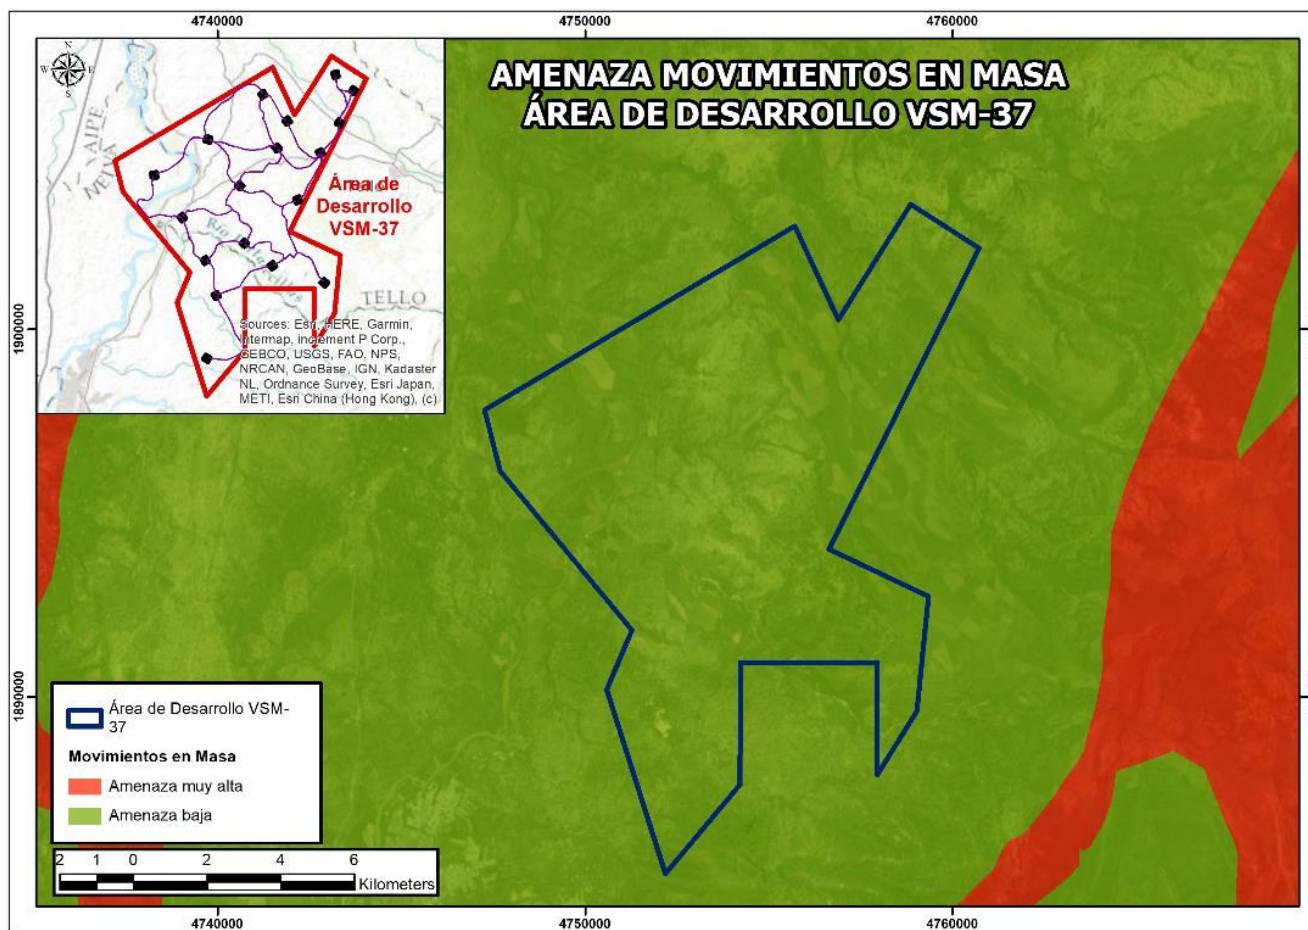 4740000
4750000
4760000
N
W
E
S
AMENAZA MOVIMIENTOS EN MASA
ÁREA DE DESARROLLO VSM-37
AIPE
NEIVA
Área de
Desarrollo
VSM-37
TELLO
Sources: Esri, HERE, Garmin,
Intermap, increment P Corp.,
GEBCO, USGS, FAO, NPS,
NRCAN, GeoBase, IGN, Kadaster
NL, Ordnance Survey, Esri Japan,
METI, Esri China (Hong Kong), (c)
1900000
1890000
Área de Desarrollo VSM-
37
Movimientos en Masa
Amenaza muy alta
Amenaza baja
2 1 0 2 4 6
Kilometers
4740000
4750000
4760000